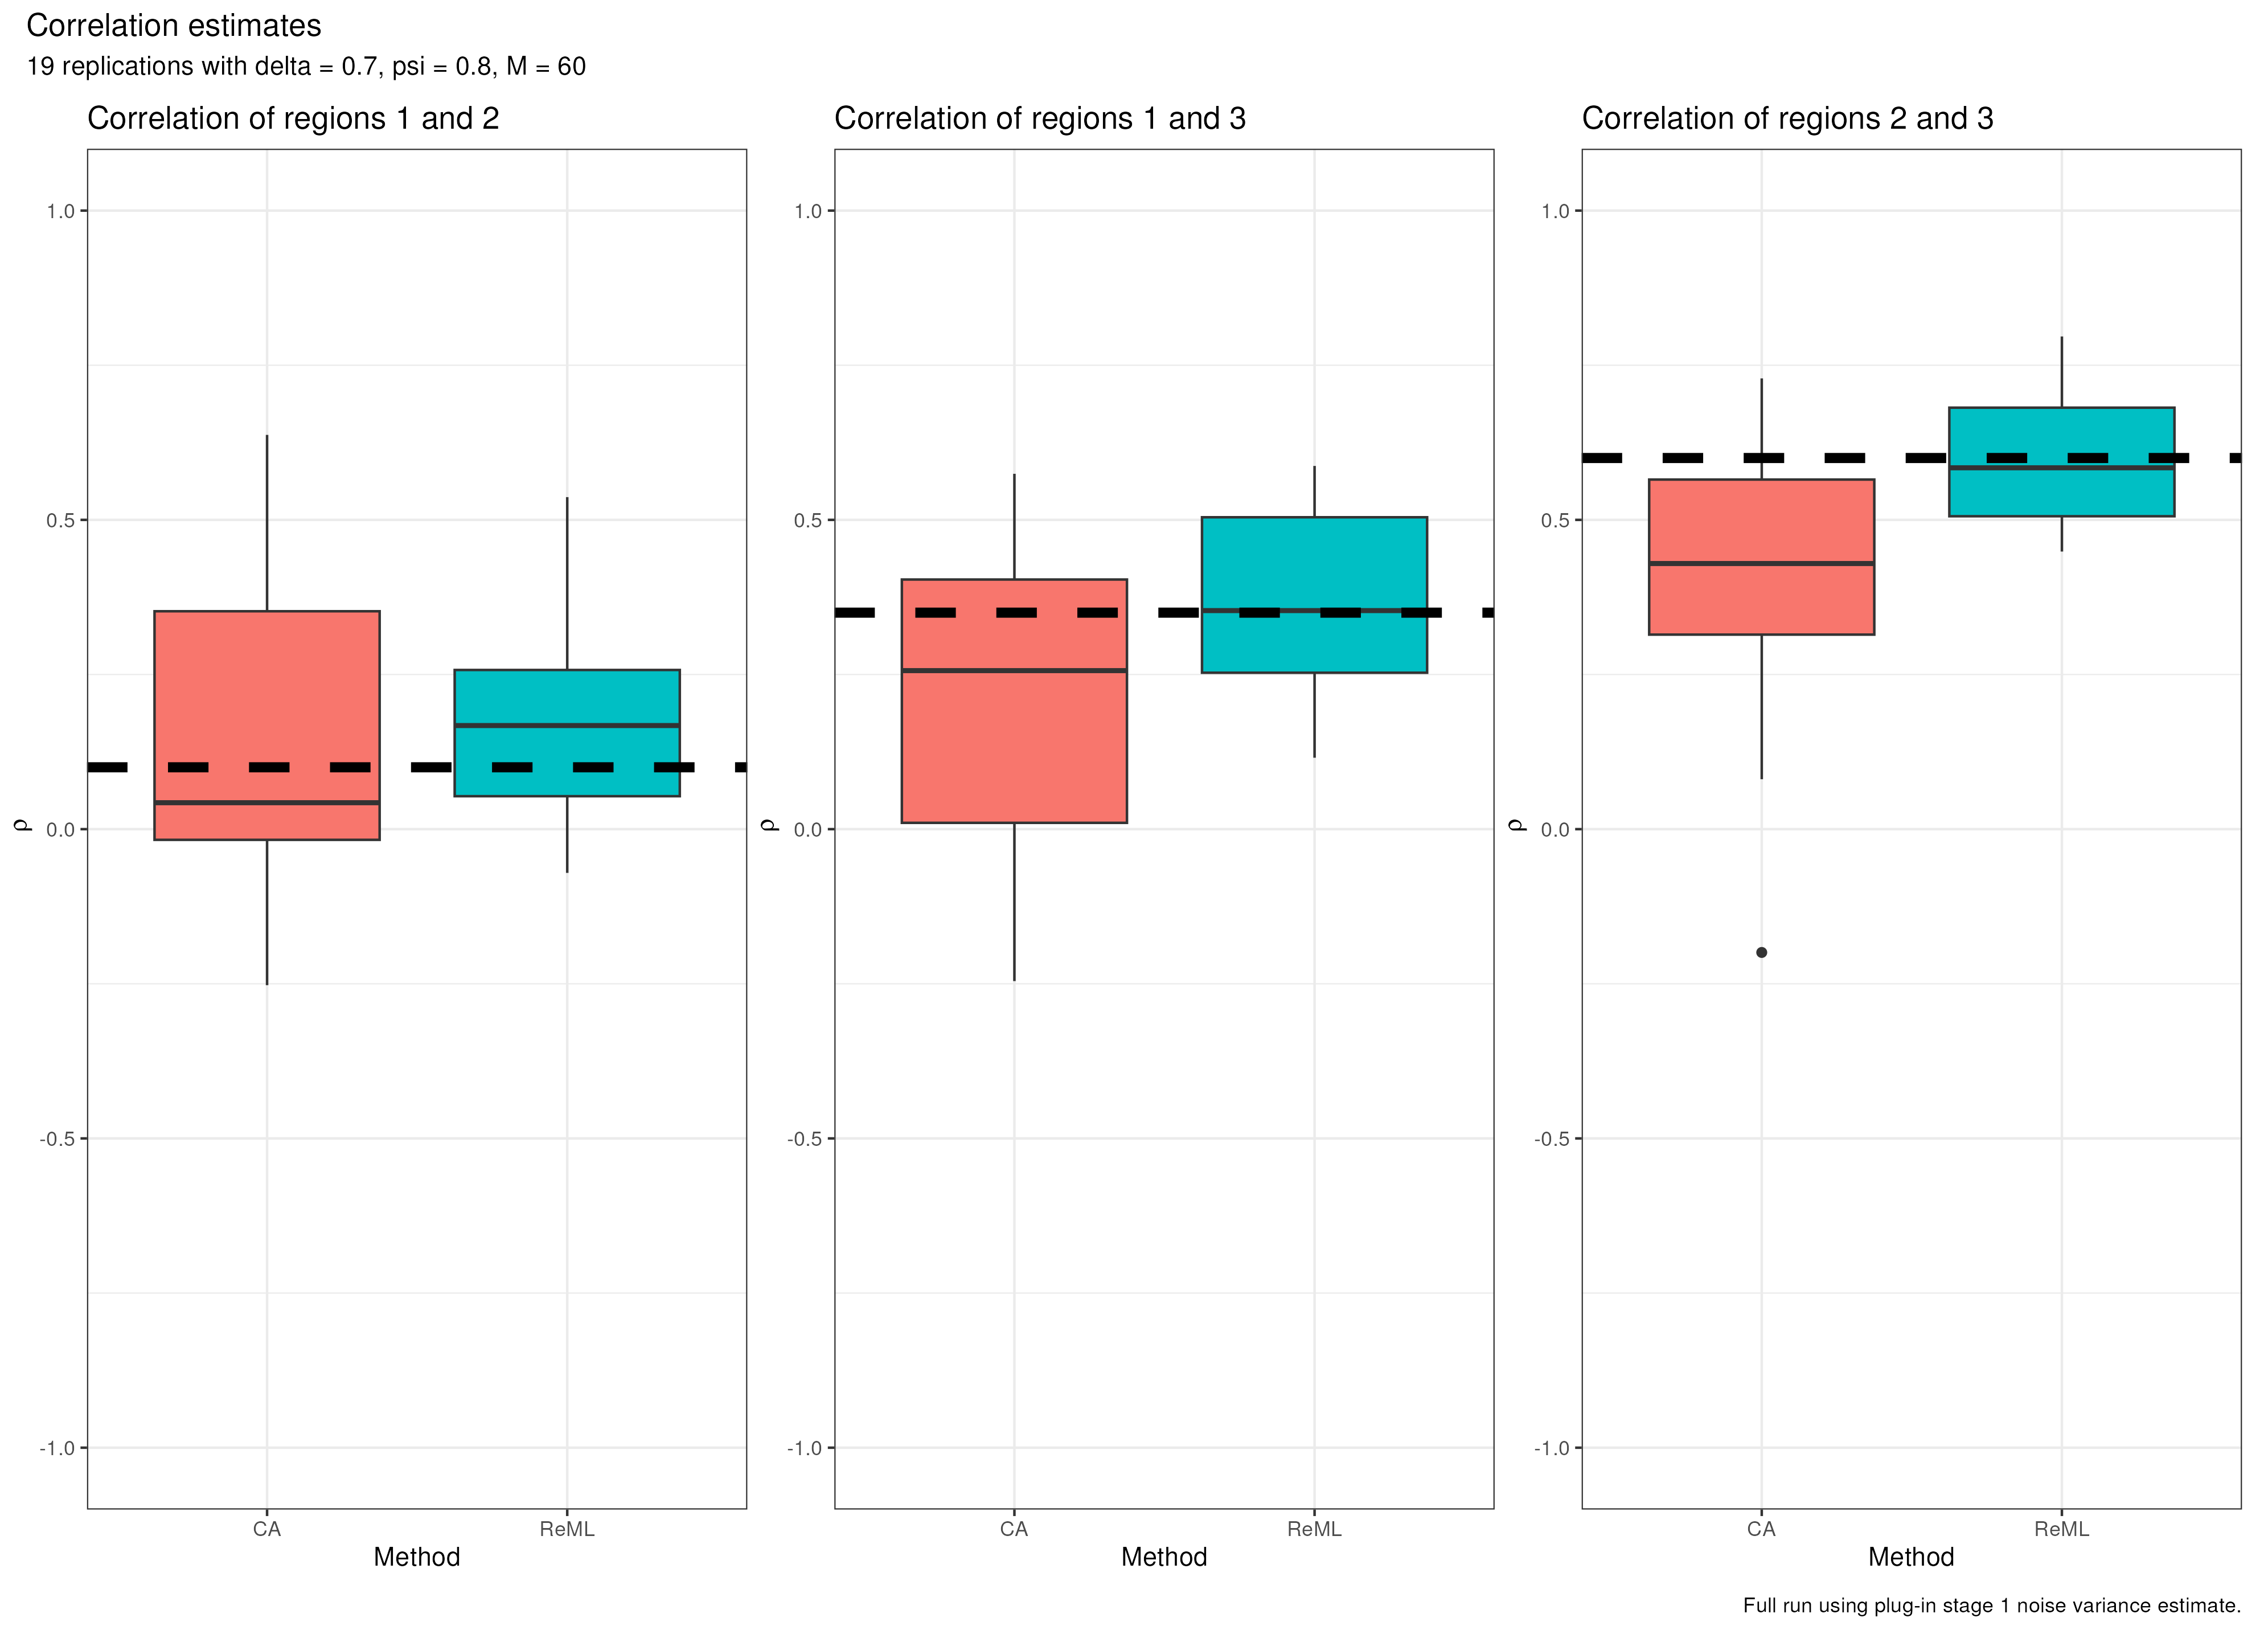 Correlation estimates
19 replications with delta = 0.7, psi = 0.8, M = 60
Correlation of regions 1 and 2
1.0
0.5
0.0
-0.5
-1.0
ρ
CA
ReML
Method
Correlation of regions 1 and 3
1.0
0.5
0.0
-0.5
-1.0
ρ
CA
ReML
Method
Correlation of regions 2 and 3
1.0
0.5
0.0
-0.5
-1.0
ρ
CA
ReML
Method
Full run using plug-in stage 1 noise variance estimate.